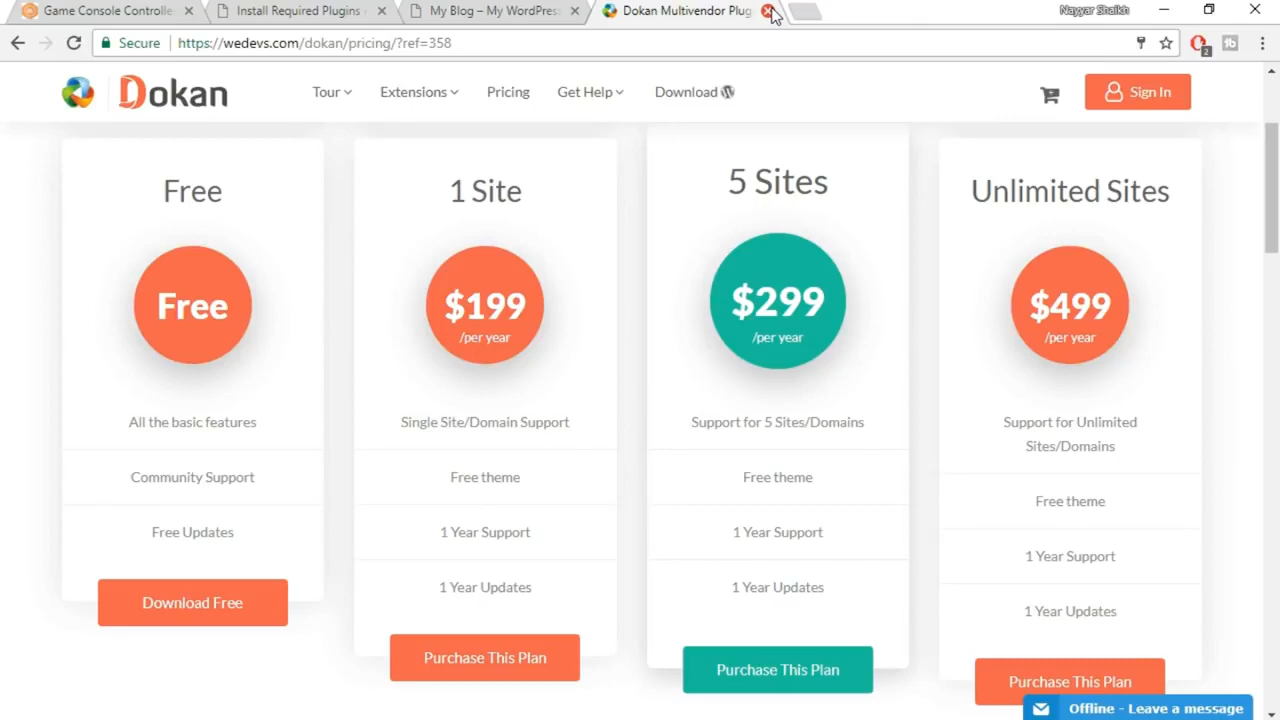 Game Console Controlle
Install Required Plugins
My Blog – My WordPress
Dokan Multivendor Plug
Nayyar Shaikh
Secure
https://wedevs.com/dokan/pricing/?ref=358
2
Dokan
Tour
Extensions
Pricing
Get Help
Download
Sign In
Free
Free
All the basic features
Community Support
Free Updates
Download Free
1 Site
$199
/per year
Single Site/Domain Support
Free theme
1 Year Support
1 Year Updates
Purchase This Plan
5 Sites
$299
/per year
Support for 5 Sites/Domains
Free theme
1 Year Support
1 Year Updates
Purchase This Plan
Unlimited Sites
$499
/per year
Support for Unlimited
Sites/Domains
Free theme
1 Year Support
1 Year Updates
Purchase This Plan
Offline - Leave a message